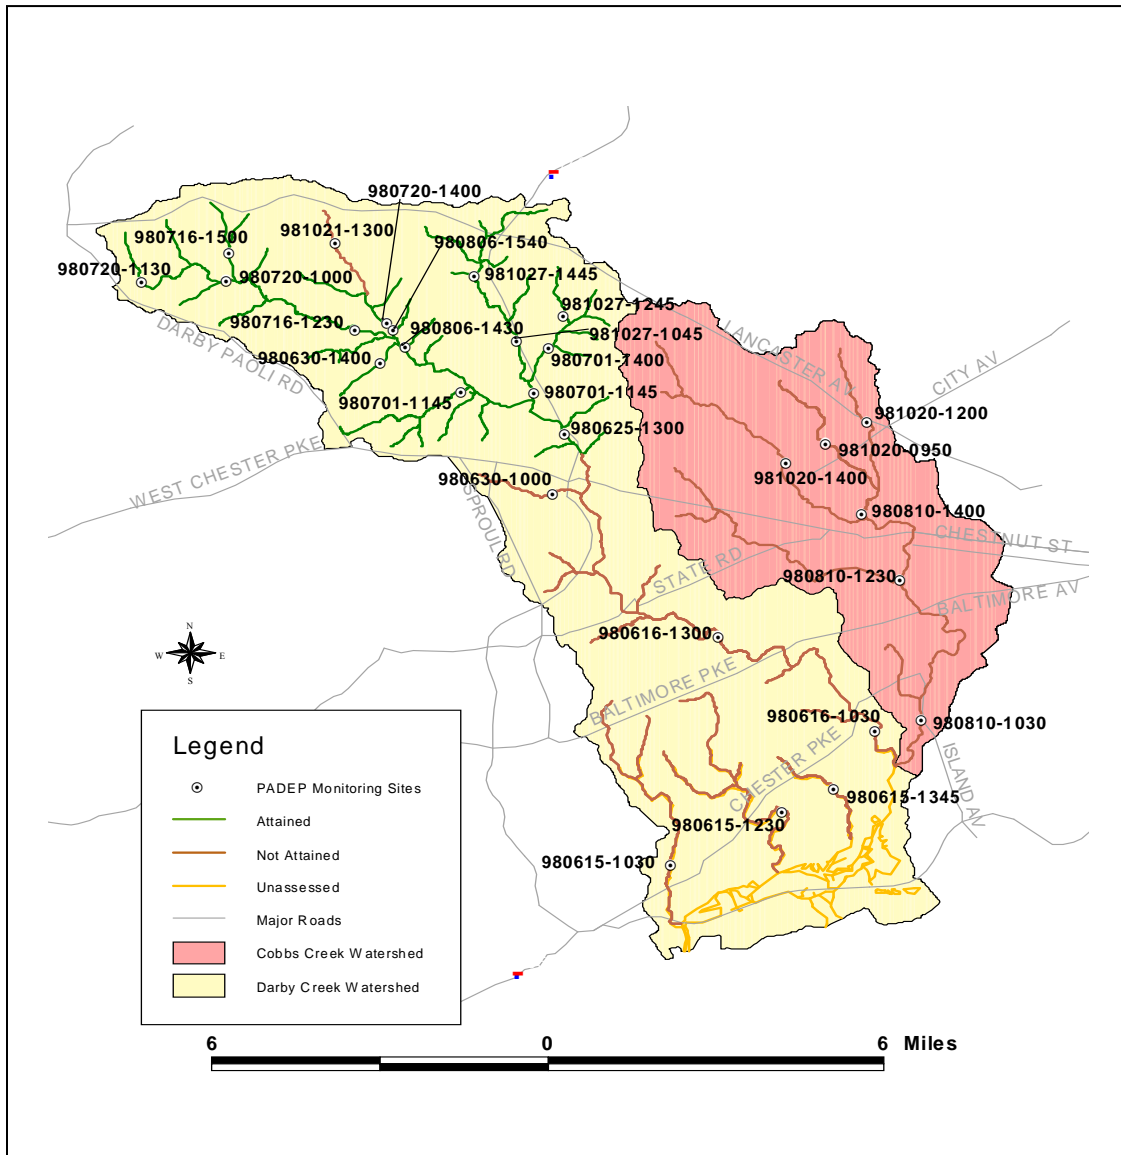 980720-1400
980716-1500
981021-1300
980806-1540
980720-1130
980720-1000
981027-1445
981027-1245
980716-1230
980806-1430
981027-1045
DARBY PAOLI RD
980630-1400
980701-1400
LANCASTER AV
CITY AV
980701-1145
980701-1145
981020-1200
980625-1300
981020-0950
WEST CHESTER PKE
980630-1000
981020-1400
SPROUL RD
980810-1400
CHESTNUT ST
STATE RD
980810-1230
BALTIMORE AV
980616-1300
N
W E
S
BALTIMORE PKE
980616-1030
980810-1030
CHESTER PKE
ISLAND AV
980615-1345
980615-1230
980615-1030
Legend
PADEP Monitoring Sites
Attained
Not Attained
Unassessed
Major Roads
Cobbs Creek Watershed
Darby Creek Watershed
6 0 6 Miles